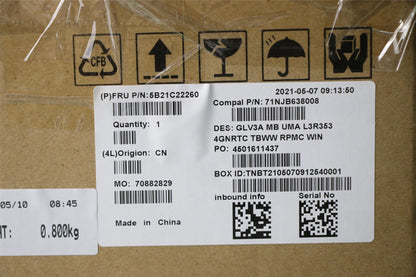 CFB
2021-05-07 09:13:50
(P)FRU P/N:5B21C22260
Compal P/N: 71NJB638008
Quantity: 1
DES: GLV3A MB UMA L3R353
4GNRTC TBWW RPMC WIN
(4L)Origion: CN
PO: 4501611437
BOX ID:TNBT2105070912540001
MO: 70882829
inbound info
Serial No
Made in China
05/10 08:45
HT: 0.800kg